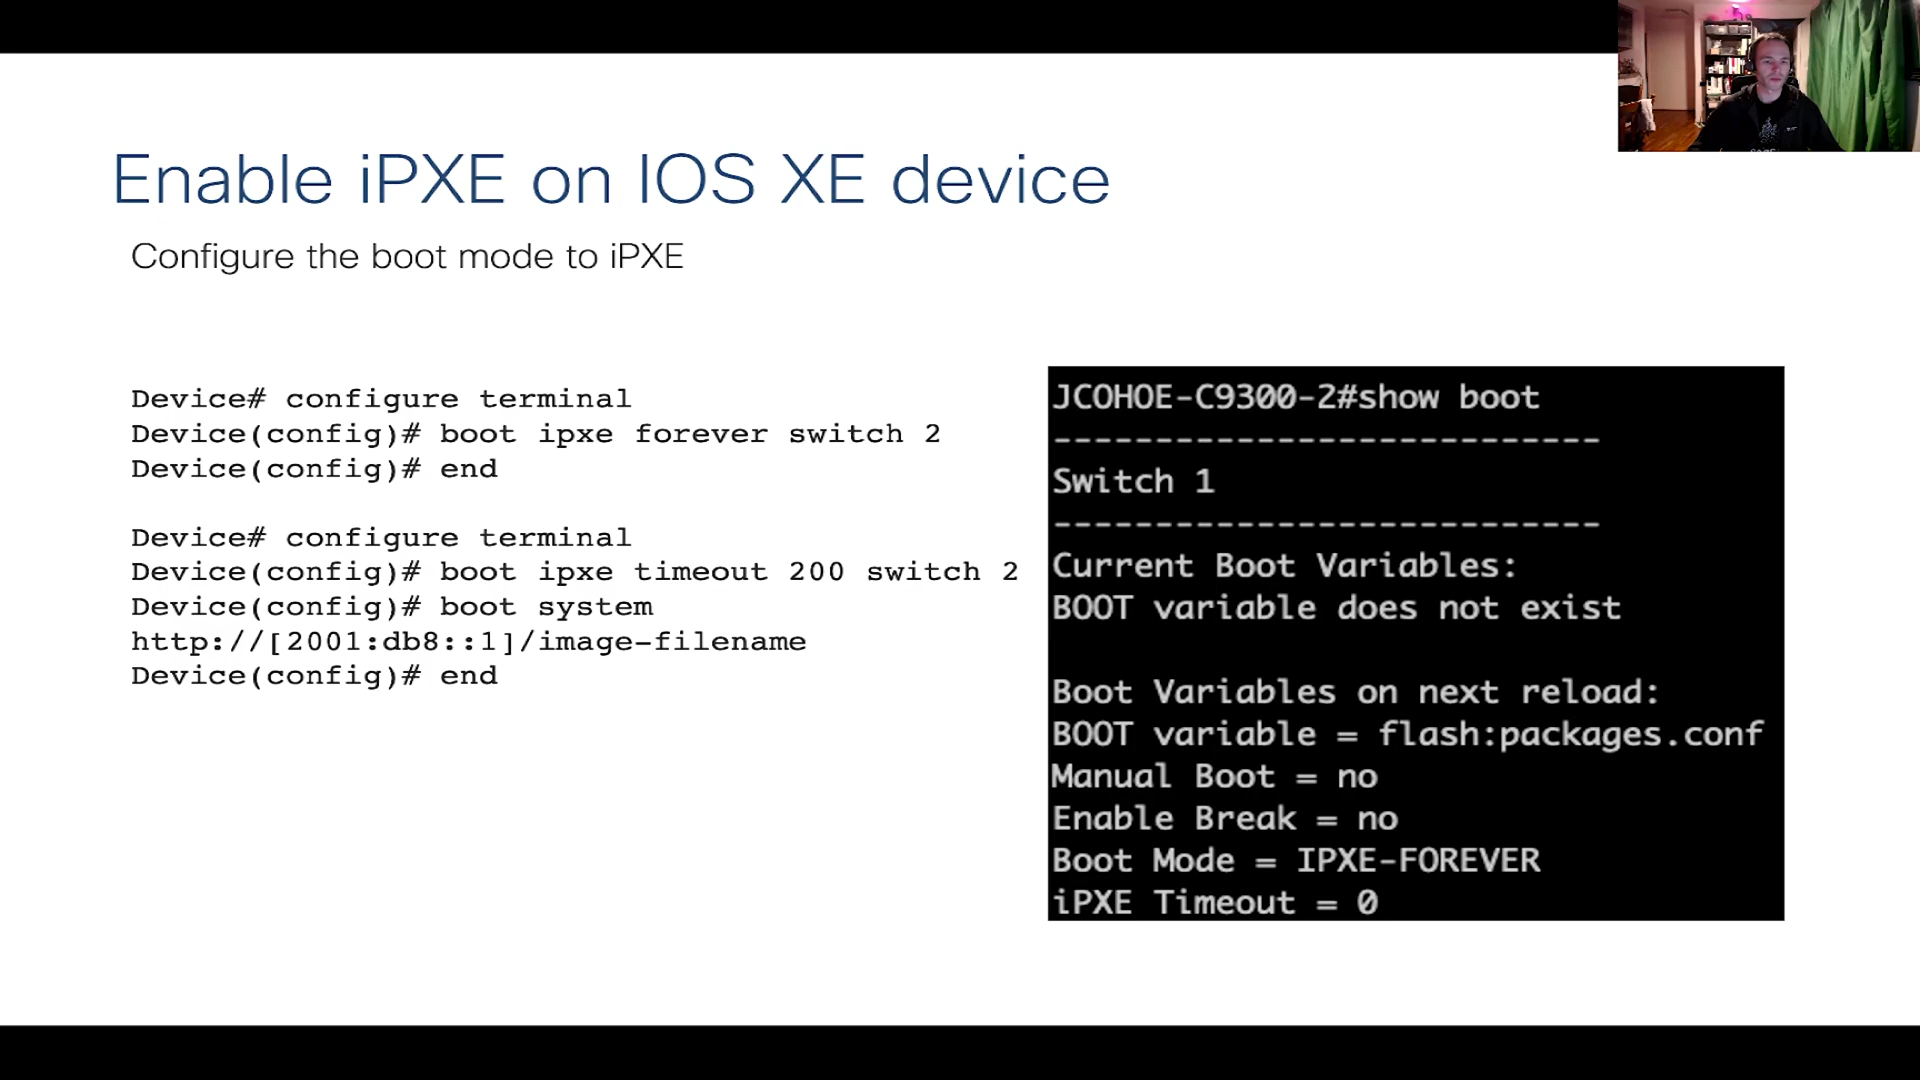 Enable iPXE on IOS XE device
Configure the boot mode to iPXE
Device# configure terminal
Device(config)# boot ipxe forever switch 2
Device(config)# end
Device# configure terminal
Device(config)# boot ipxe timeout 200 switch 2
Device(config)# boot system
http://[2001:db8::1]/image-filename
Device(config)# end
JCOHOE-C9300-2#show boot
---------------------------
Switch 1
---------------------------
Current Boot Variables:
BOOT variable does not exist
Boot Variables on next reload:
BOOT variable = flash:packages.conf
Manual Boot = no
Enable Break = no
Boot Mode = IPXE-FOREVER
iPXE Timeout = 0